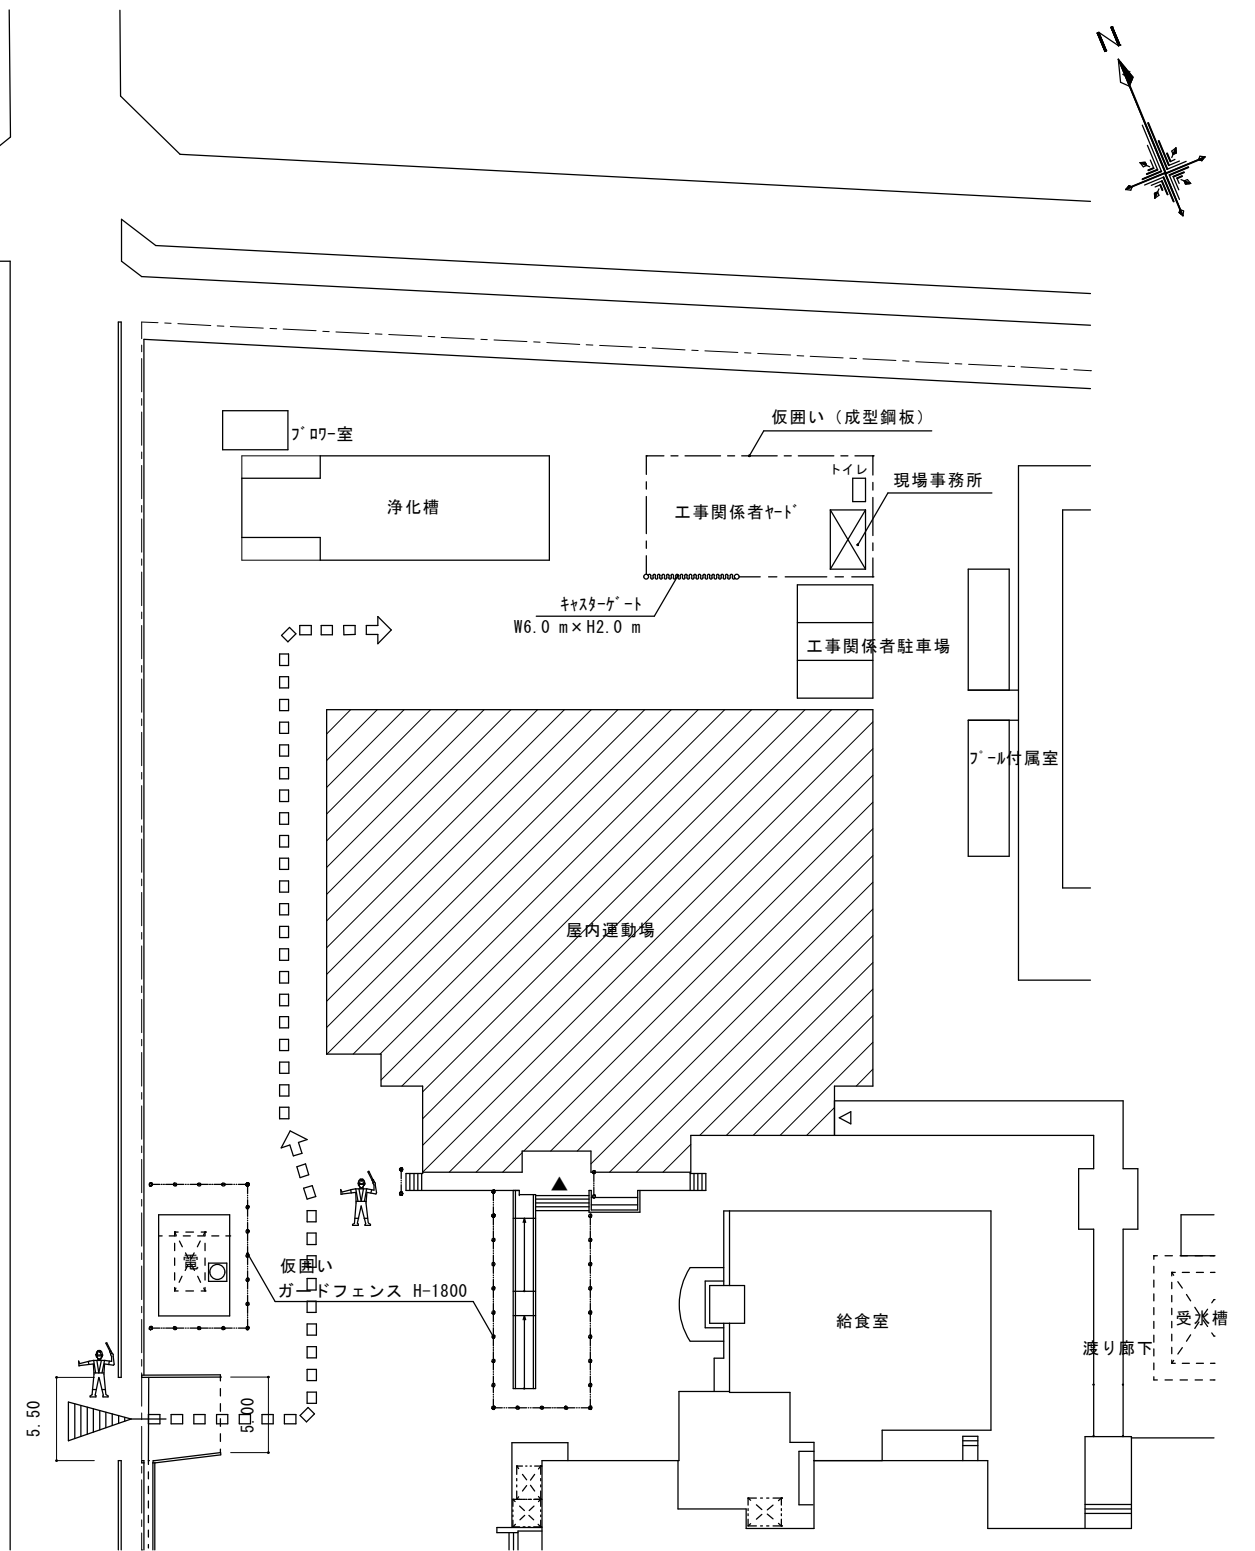 N
仮囲い（成型鋼板）
ﾌﾞﾛﾜｰ室
トイレ
現場事務所
浄化槽
工事関係者ﾔｰﾄﾞ
ｷｬｽﾀｰｹﾞｰﾄ
W6.0 m×H2.0 m
工事関係者駐車場
ﾌﾟｰﾙ付属室
屋内運動場
電
仮囲い
ガードフェンス H-1800
給食室
受水槽
渡り廊下
5.50
5.00